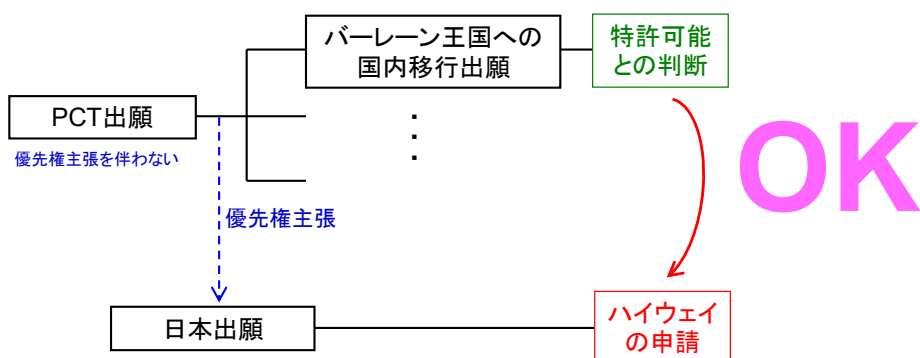 バーレーン王国への
国内移行出願
特許可能
との判断
PCT出願
優先権主張を伴わない
・
・
・
OK
優先権主張
日本出願
ハイウェイ
の申請